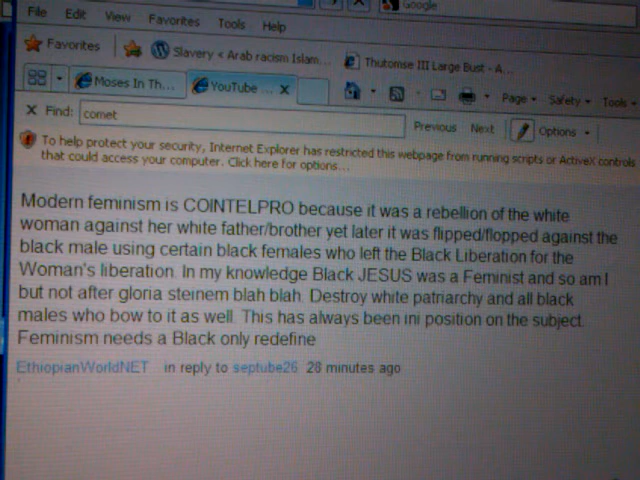 Google
File Edit View Favorites Tools Help
Favorites Slavery < Arab racism Islam... Thutomse III Large Bust - A...
Moses In Th... YouTube ... X Page Safety Tools
X Find: comet Previous Next Options
To help protect your security, Internet Explorer has restricted this webpage from running scripts or ActiveX controls
that could access your computer. Click here for options...
Modern feminism is COINTELPRO because it was a rebellion of the white
woman against her white father/brother yet later it was flipped/flopped against the
black male using certain black females who left the Black Liberation for the
Woman's liberation. In my knowledge Black JESUS was a Feminist and so am I
but not after gloria steinem blah blah. Destroy white patriarchy and all black
males who bow to it as well. This has always been ini position on the subject.
Feminism needs a Black only redefine
EthiopianWorldNET in reply to septube26 28 minutes ago